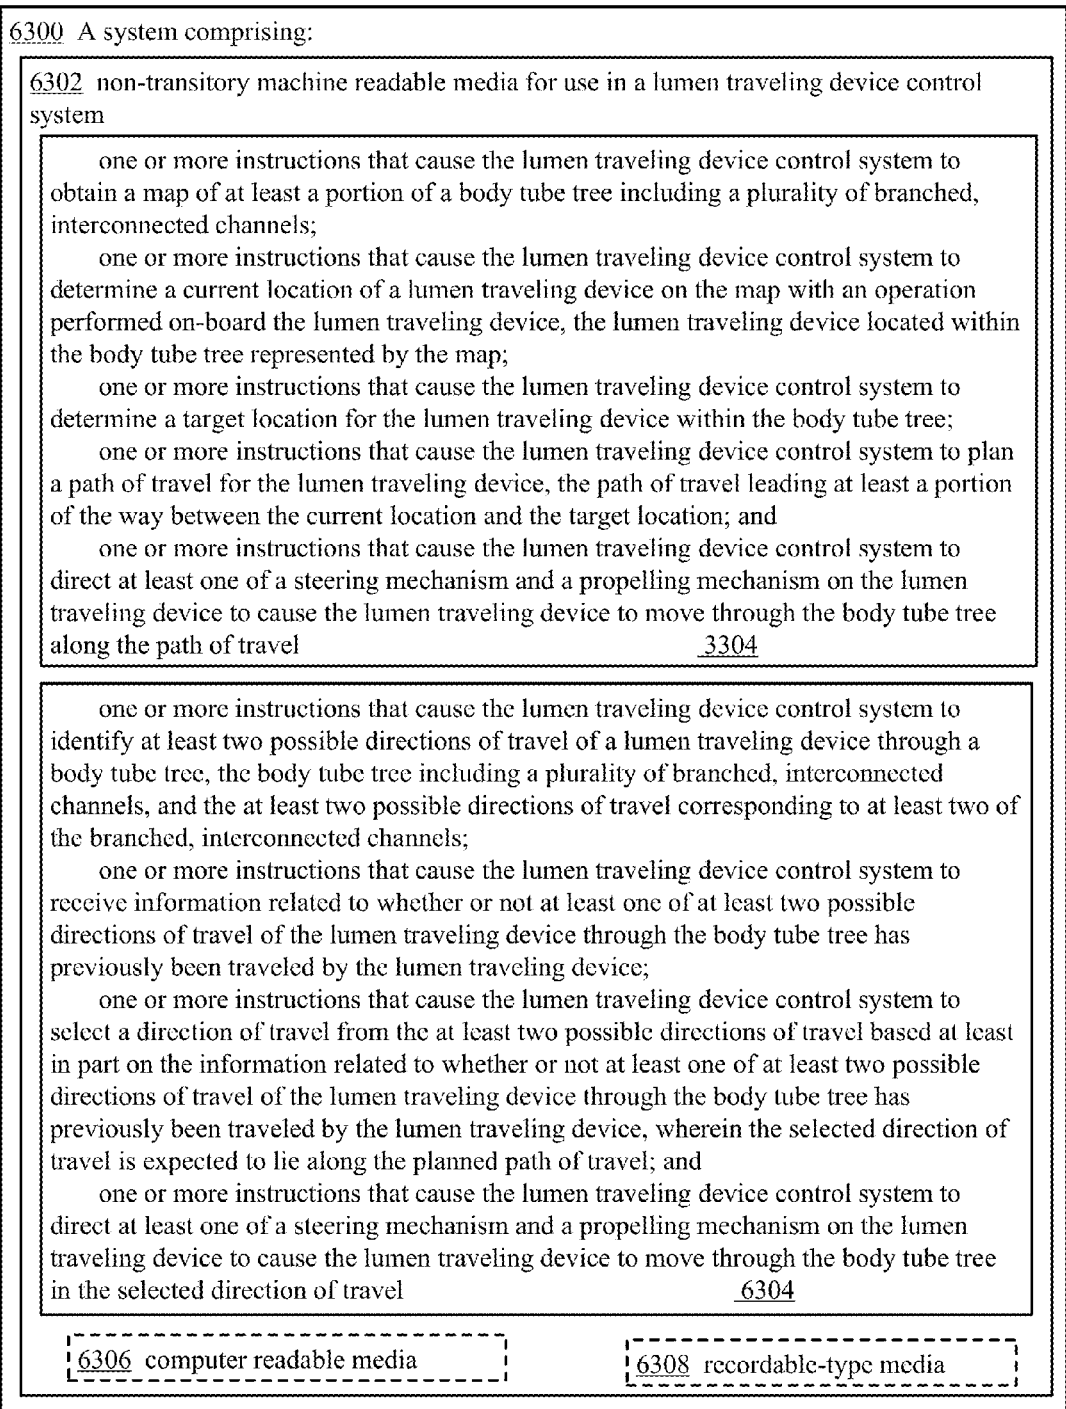 6300 A system comprising:
6302 non-transitory machine readable media for use in a lumen traveling device control
system
one or more instructions that cause the lumen traveling device control system to
obtain a map of at least a portion of a body tube tree including a plurality of branched,
interconnected channels;
one or more instructions that cause the lumen traveling device control system to
determine a current location of a lumen traveling device on the map with an operation
performed on-board the lumen traveling device, the lumen traveling device located within
the body tube tree represented by the map;
one or more instructions that cause the lumen traveling device control system to
determine a target location for the lumen traveling device within the body tube tree;
one or more instructions that cause the lumen traveling device control system to plan
a path of travel for the lumen traveling device, the path of travel leading at least a portion
of the way between the current location and the target location; and
one or more instructions that cause the lumen traveling device control system to
direct at least one of a steering mechanism and a propelling mechanism on the lumen
traveling device to cause the lumen traveling device to move through the body tube tree
along the path of travel 3304
one or more instructions that cause the lumen traveling device control system to
identify at least two possible directions of travel of a lumen traveling device through a
body tube tree, the body tube tree including a plurality of branched, interconnected
channels, and the at least two possible directions of travel corresponding to at least two of
the branched, interconnected channels;
one or more instructions that cause the lumen traveling device control system to
receive information related to whether or not at least one of at least two possible
directions of travel of the lumen traveling device through the body tube tree has
previously been traveled by the lumen traveling device;
one or more instructions that cause the lumen traveling device control system to
select a direction of travel from the at least two possible directions of travel based at least
in part on the information related to whether or not at least one of at least two possible
directions of travel of the lumen traveling device through the body tube tree has
previously been traveled by the lumen traveling device, wherein the selected direction of
travel is expected to lie along the planned path of travel; and
one or more instructions that cause the lumen traveling device control system to
direct at least one of a steering mechanism and a propelling mechanism on the lumen
traveling device to cause the lumen traveling device to move through the body tube tree
in the selected direction of travel 6304
6306 computer readable media
6308 recordable-type media